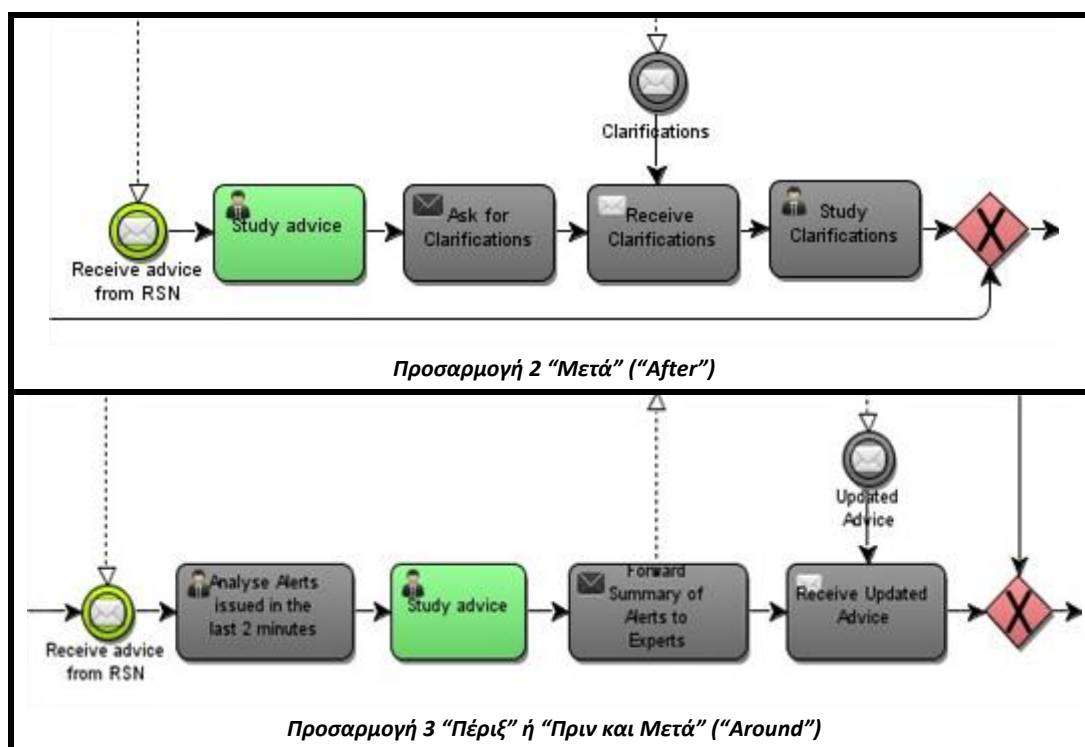 Clarifications
Study advice
Ask for
Clarifications
Receive
Clarifications
Study
Clarifications
X
Receive advice
from RSN
Προσαρμογή 2 “Μετά” (“After”)
Updated
Advice
Analyse Alerts
issued in the
last 2 minutes
Study advice
Forward
Summary of
Alerts to
Experts
Receive Updated
Advice
X
Receive advice
from RSN
Προσαρμογή 3 “Πέριξ” ή “Πριν και Μετά” (“Around”)